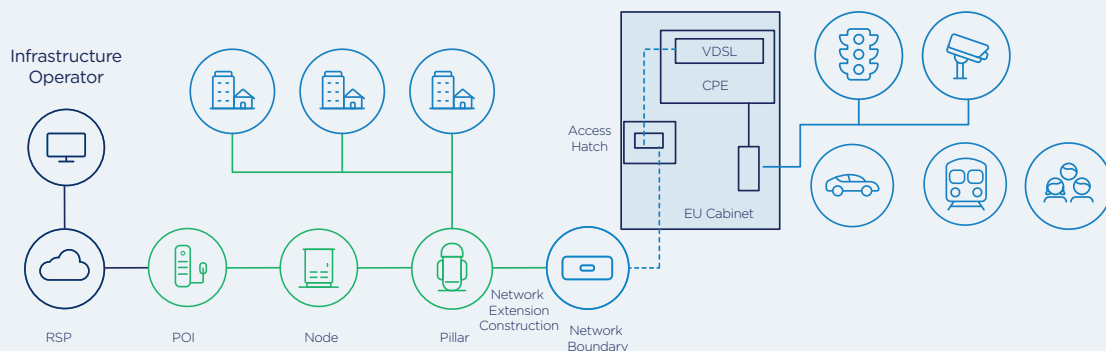 Infrastructure
Operator
VDSL
CPE
Access
Hatch
EU Cabinet
Network
Extension
Construction
RSP
POI
Node
Pillar
Network
Boundary